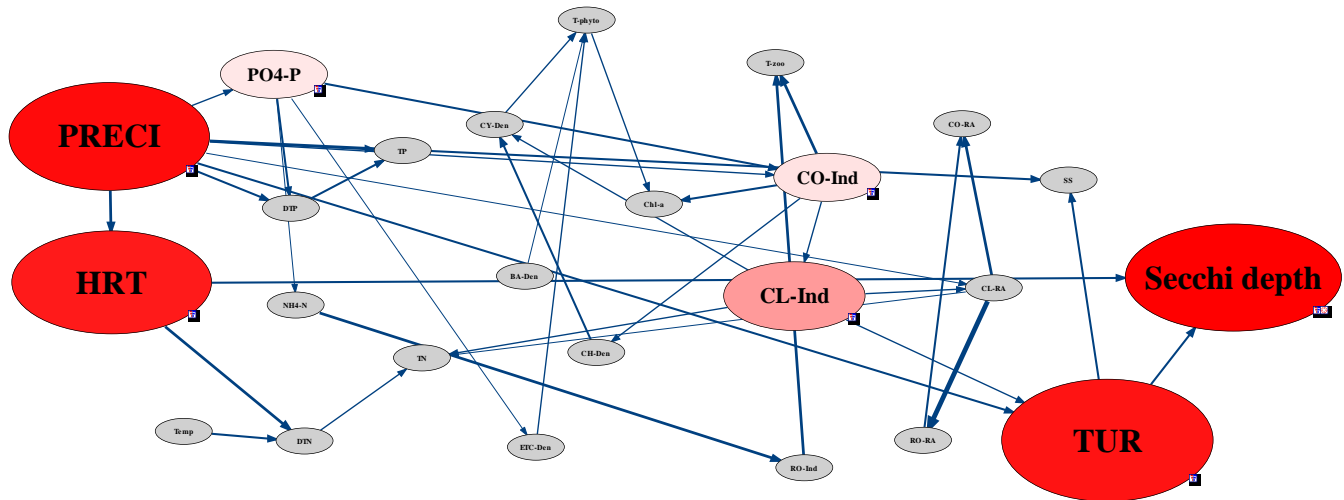 T-phyto
T-zoo
PO4-P
PRECI
CY-Den
CO-RA
TP
CO-Ind
SS
DTP
Chl-a
HRT
BA-Den
Secchi depth
NH4-N
CL-Ind
CL-RA
TN
CH-Den
Temp
DTN
ETC-Den
RO-Ind
RO-RA
TUR